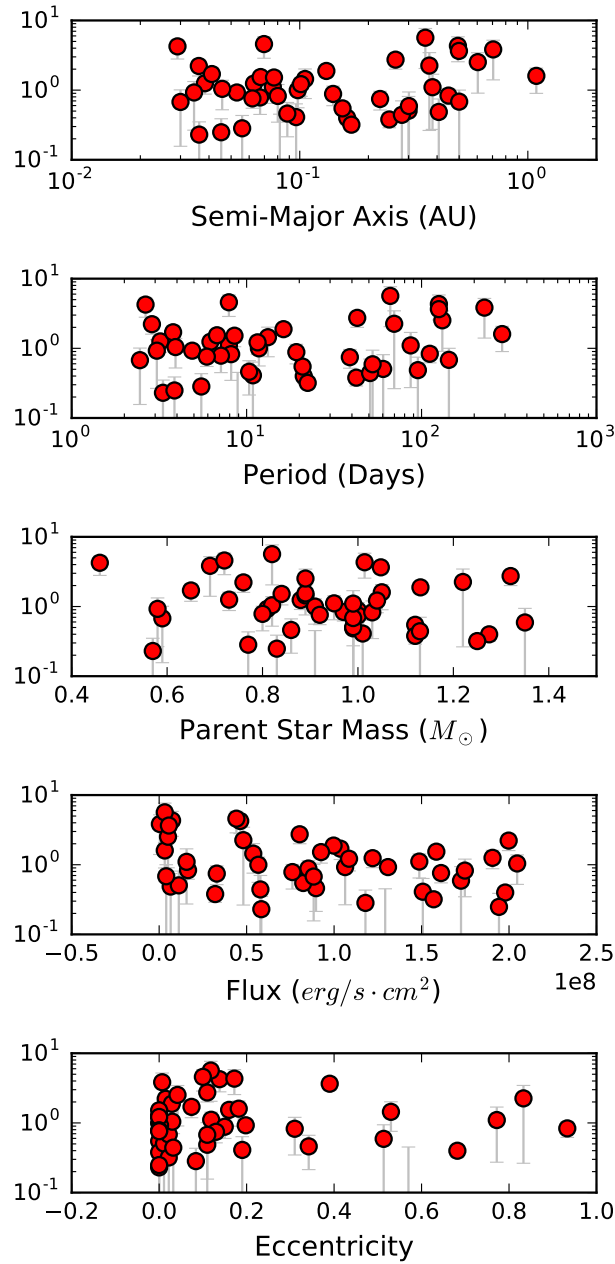 10^1
10^0
10^{-1}
10^{-2} 10^{-1} 10^0
Semi-Major Axis (AU)
10^1
10^0
10^{-1}
10^0 10^1 10^2 10^3
Period (Days)
10^1
10^0
10^{-1}
0.4 0.6 0.8 1.0 1.2 1.4
Parent Star Mass (M_⊙)
10^1
10^0
10^{-1}
−0.5 0.0 0.5 1.0 1.5 2.0 2.5
1e8
Flux (erg/s · cm^2)
10^1
10^0
10^{-1}
−0.2 0.0 0.2 0.4 0.6 0.8 1.0
Eccentricity